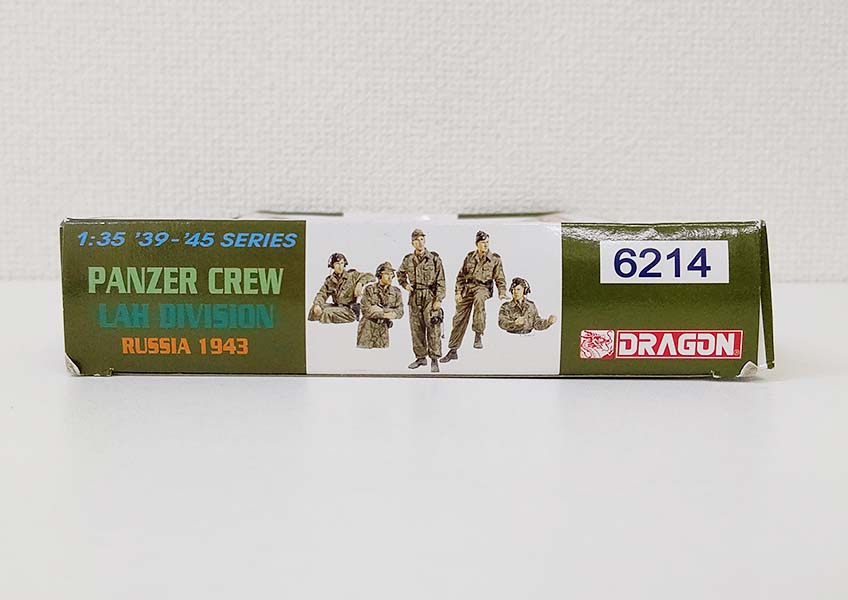 1:35 '39-'45 SERIES
PANZER CREW
LAH DIVISION
RUSSIA 1943
6214
DRAGON